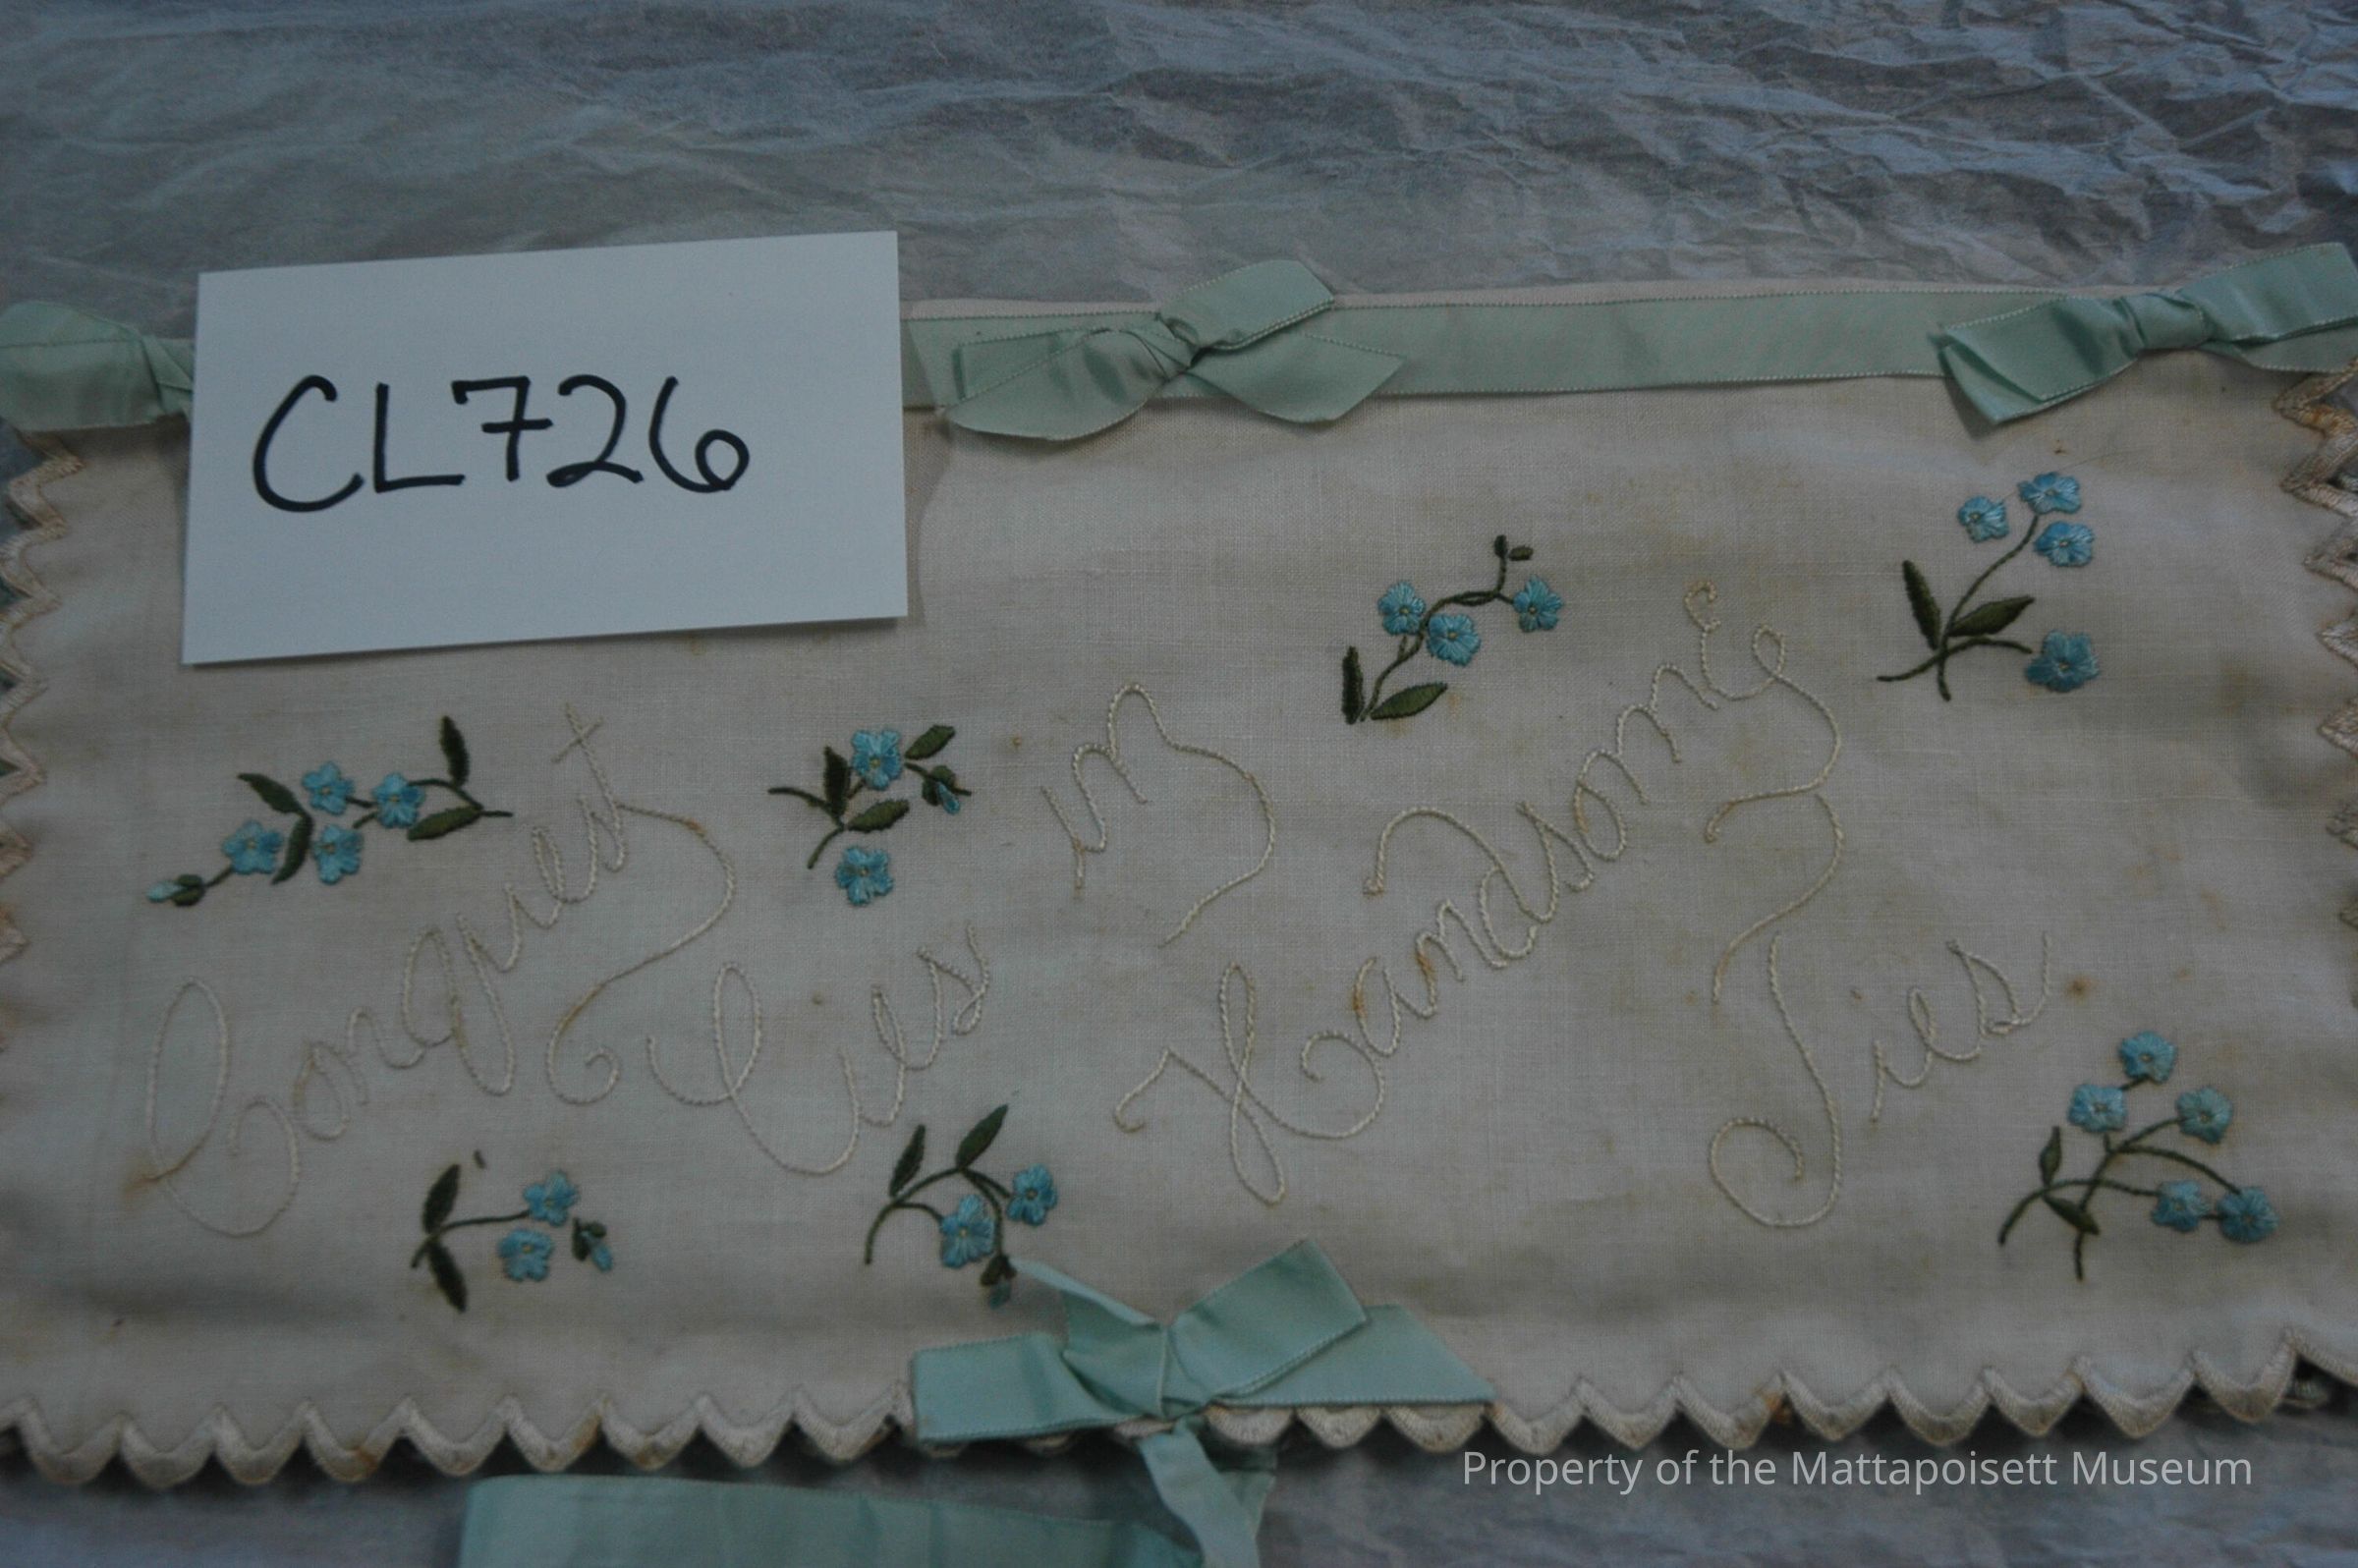 CL726
Conquest Lies in Handsome Ties
Property of the Mattapoisett Museum